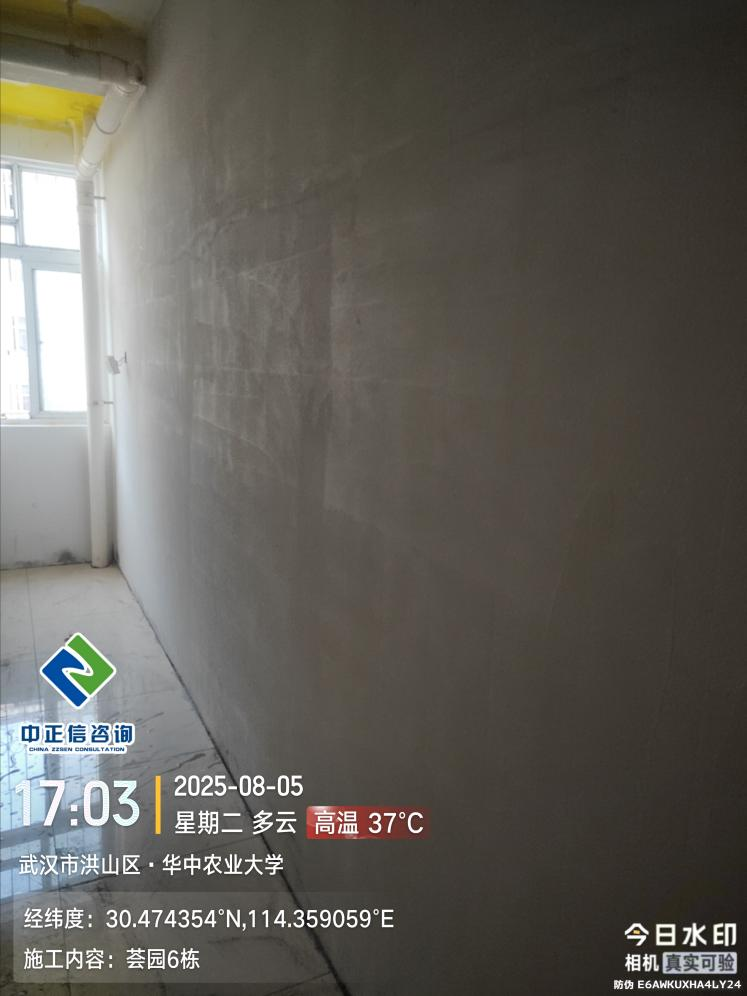 中正信咨询
CHINA ZZSEN CONSULTATION
17:03
2025-08-05
星期二 多云 高温 37°C
武汉市洪山区·华中农业大学
经纬度：30.474354°N,114.359059°E
施工内容：荟园6栋
今日水印
相机 真实可验
防伪 E6AWKUXHA4LY24